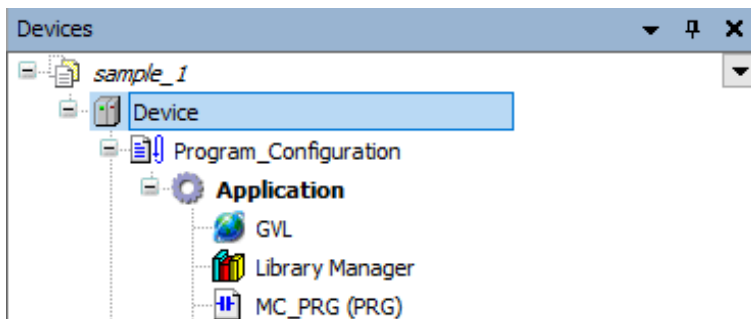 Devices
sample_1
Device
Program_Configuration
Application
GVL
Library Manager
MC_PRG (PRG)